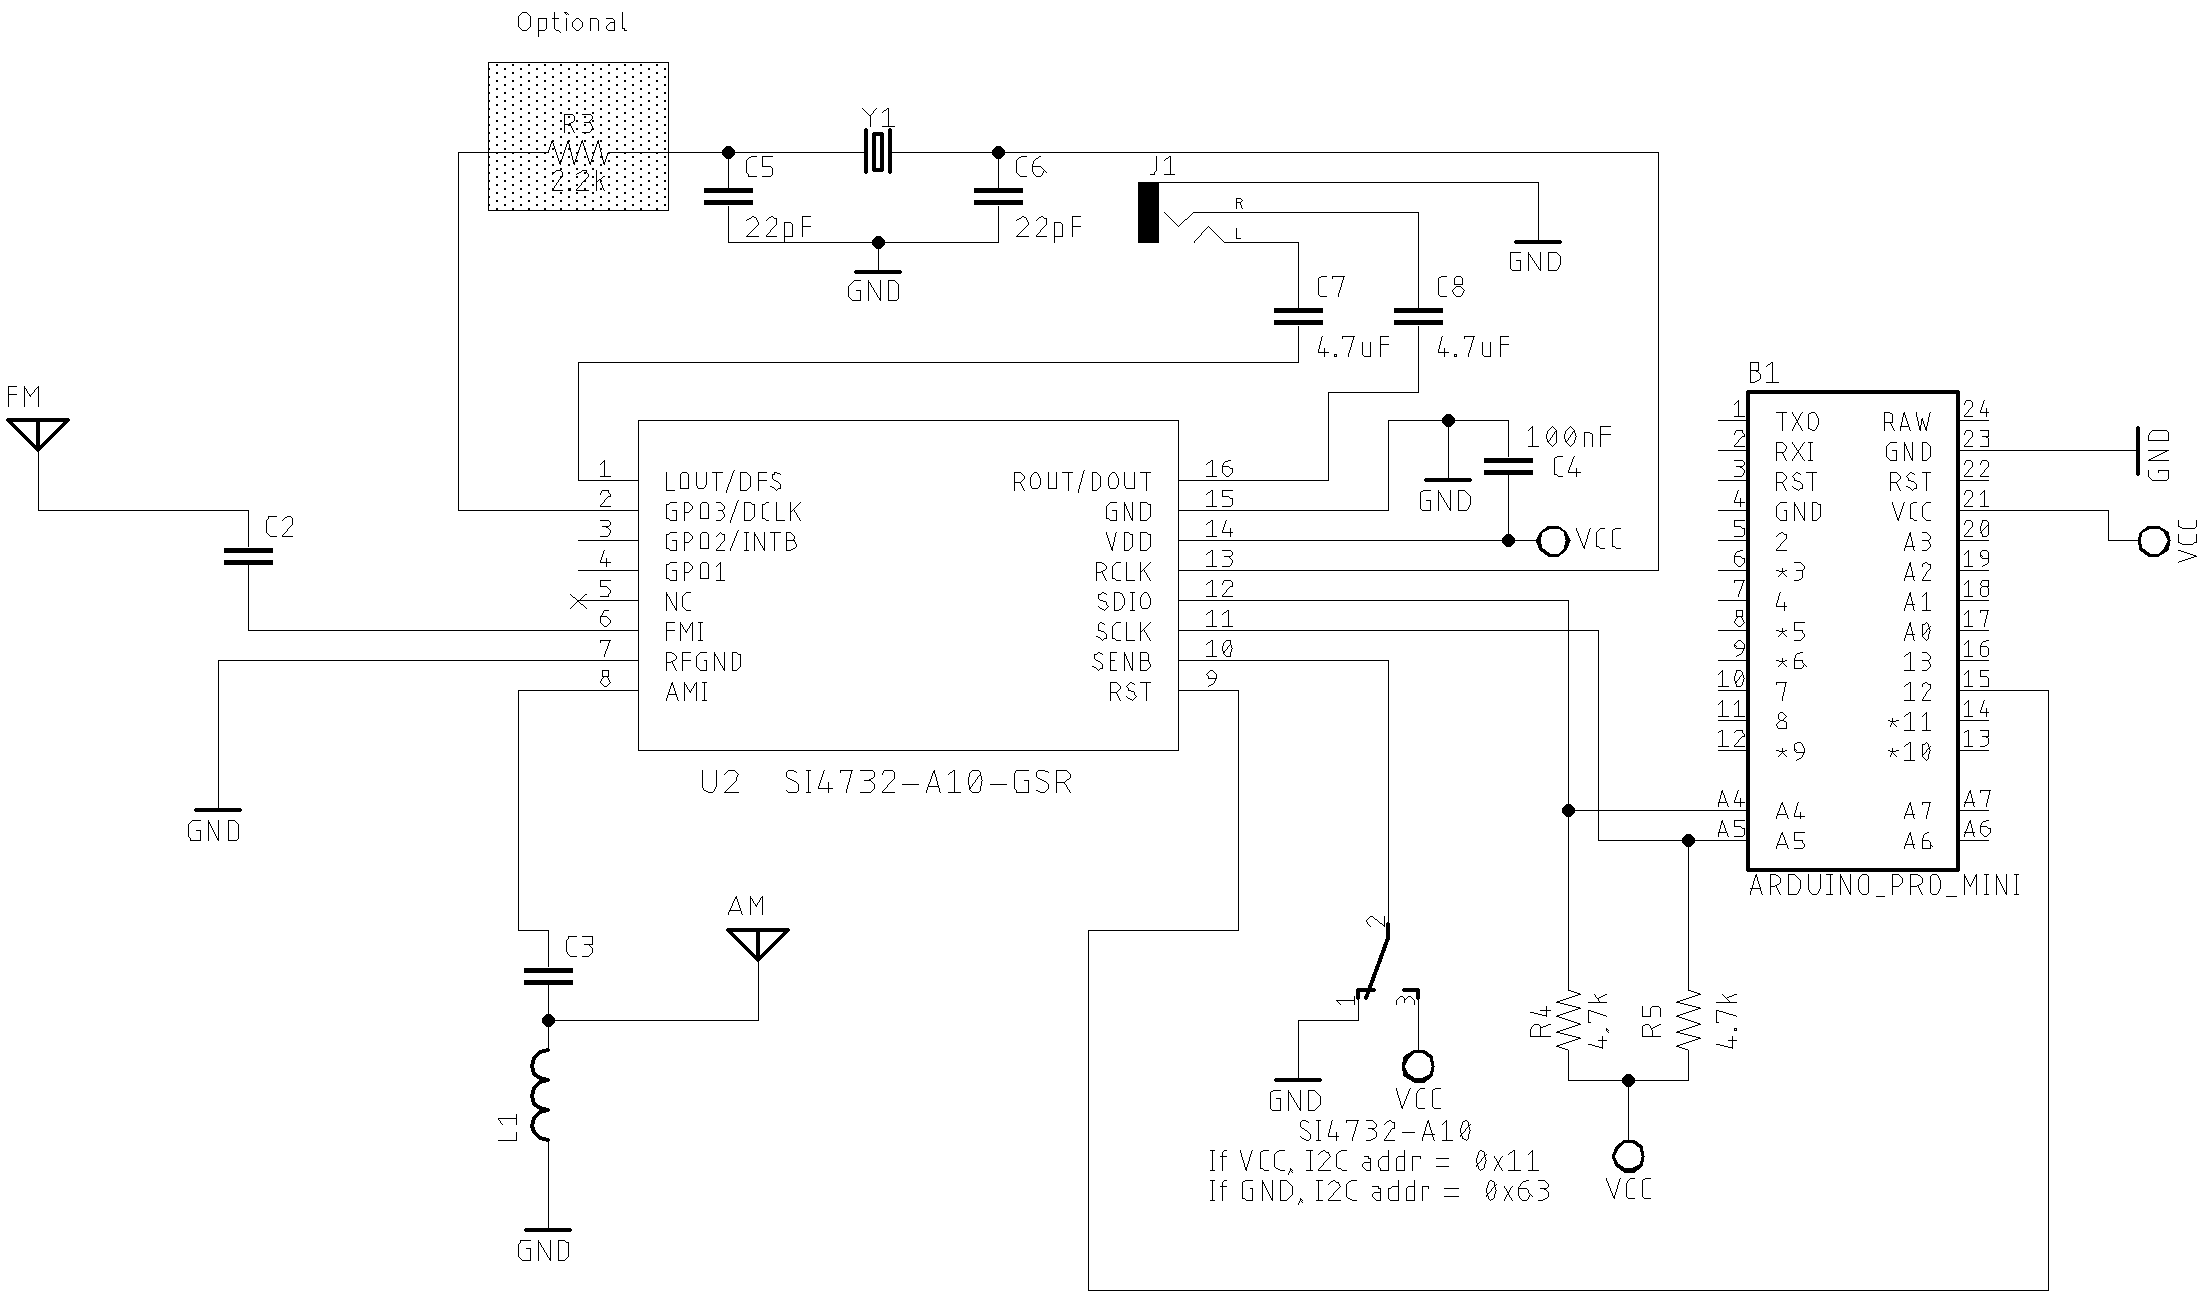 Optional
R3
2.2k
Y1
C5
22pF
C6
22pF
GND
J1
R
L
GND
C7
4.7uF
C8
4.7uF
FM
C2
GND
1 LOUT/DFS
2 GPO3/DCLK
3 GPO2/INTB
4 GPO1
5 NC
6 FMI
7 RFGND
8 AMI
ROUT/DOUT 16
GND 15
VDD 14
RCLK 13
SDIO 12
SCLK 11
SENB 10
RST 9
U2 SI4732-A10-GSR
100nF
C4
GND
VCC
B1
1 TXO RAW 24
2 RXI GND 23
3 RST RST 22
4 GND VCC 21
5 2 A3 20
6 *3 A2 19
7 4 A1 18
8 *5 A0 17
9 *6 13 16
10 7 12 15
11 8 *11 14
12 *9 *10 13
A4 A4 A7 A7
A5 A5 A6 A6
ARDUINO_PRO_MINI
GND
VCC
AM
C3
L1
GND
2
1
3
GND
VCC
SI4732-A10
If VCC, I2C addr = 0x11
If GND, I2C addr = 0x63
R4
4,7k
R5
4.7k
VCC